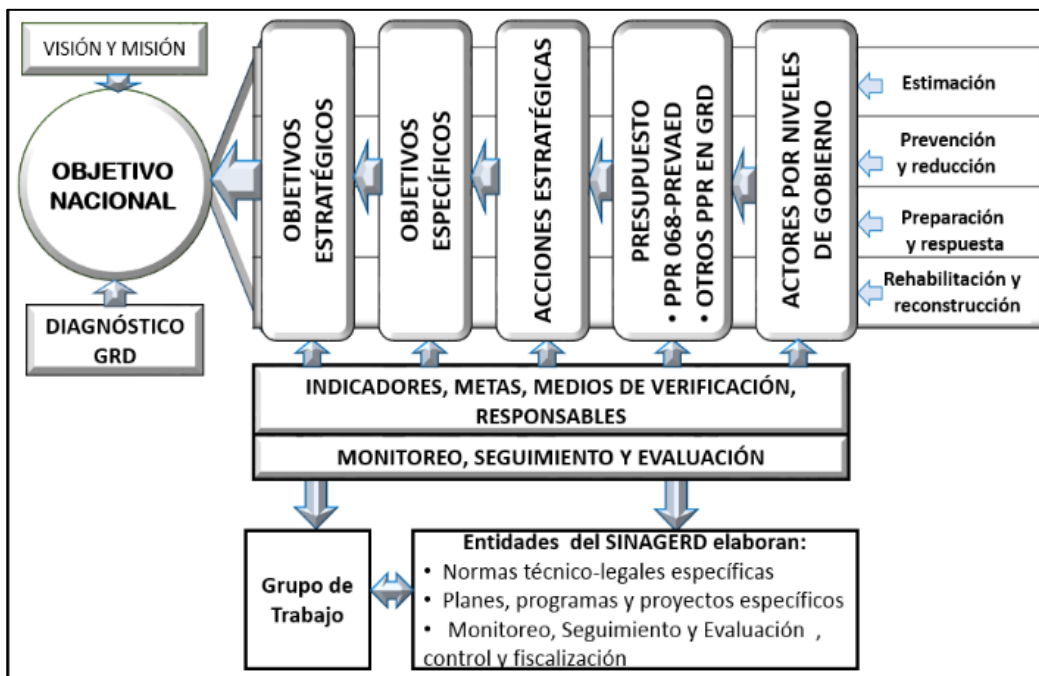 VISIÓN Y MISIÓN
OBJETIVO
NACIONAL
DIAGNÓSTICO
GRD
OBJETIVOS
ESTRATÉGICOS
OBJETIVOS
ESPECÍFICOS
ACCIONES ESTRATÉGICAS
PRESUPUESTO
• PPR 068-PREVAED
• OTROS PPR EN GRD
ACTORES POR NIVELES
DE GOBIERNO
Estimación
Prevención
y reducción
Preparación
y respuesta
Rehabilitación y
reconstrucción
INDICADORES, METAS, MEDIOS DE VERIFICACIÓN,
RESPONSABLES
MONITOREO, SEGUIMIENTO Y EVALUACIÓN
Grupo de
Trabajo
Entidades del SINAGERD elaboran:
• Normas técnico-legales específicas
• Planes, programas y proyectos específicos
• Monitoreo, Seguimiento y Evaluación ,
control y fiscalización